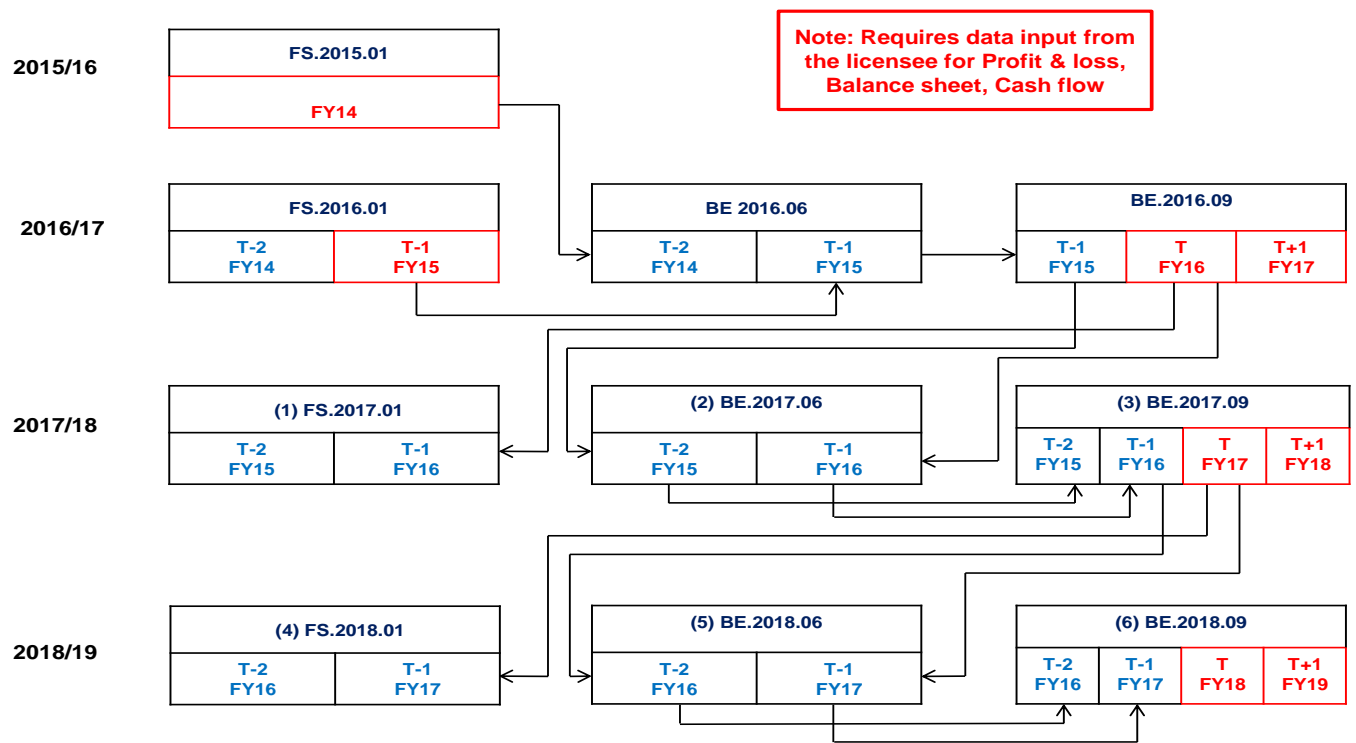 2015/16
FS.2015.01
FY14
Note: Requires data input from
the licensee for Profit & loss,
Balance sheet, Cash flow
2016/17
FS.2016.01
T-2
FY14
T-1
FY15
BE 2016.06
T-2
FY14
T-1
FY15
BE.2016.09
T-1
FY15
T
FY16
T+1
FY17
2017/18
(1) FS.2017.01
T-2
FY15
T-1
FY16
(2) BE.2017.06
T-2
FY15
T-1
FY16
(3) BE.2017.09
T-2
FY15
T-1
FY16
T
FY17
T+1
FY18
2018/19
(4) FS.2018.01
T-2
FY16
T-1
FY17
(5) BE.2018.06
T-2
FY16
T-1
FY17
(6) BE.2018.09
T-2
FY16
T-1
FY17
T
FY18
T+1
FY19